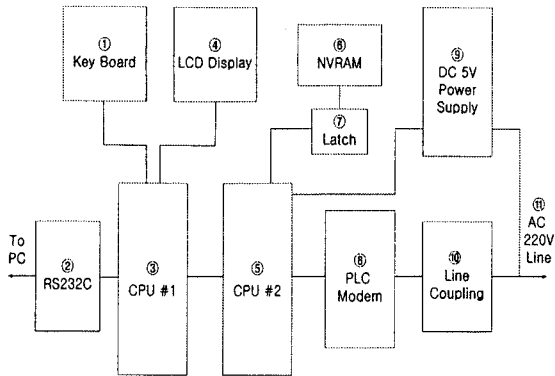 ①
Key Board
④
LCD Display
⑥
NVRAM
⑦
Latch
⑨
DC 5V
Power
Supply
⑪
AC
220V
Line
To
PC
②
RS232C
③
CPU #1
⑤
CPU #2
⑧
PLC
Modem
⑩
Line
Coupling